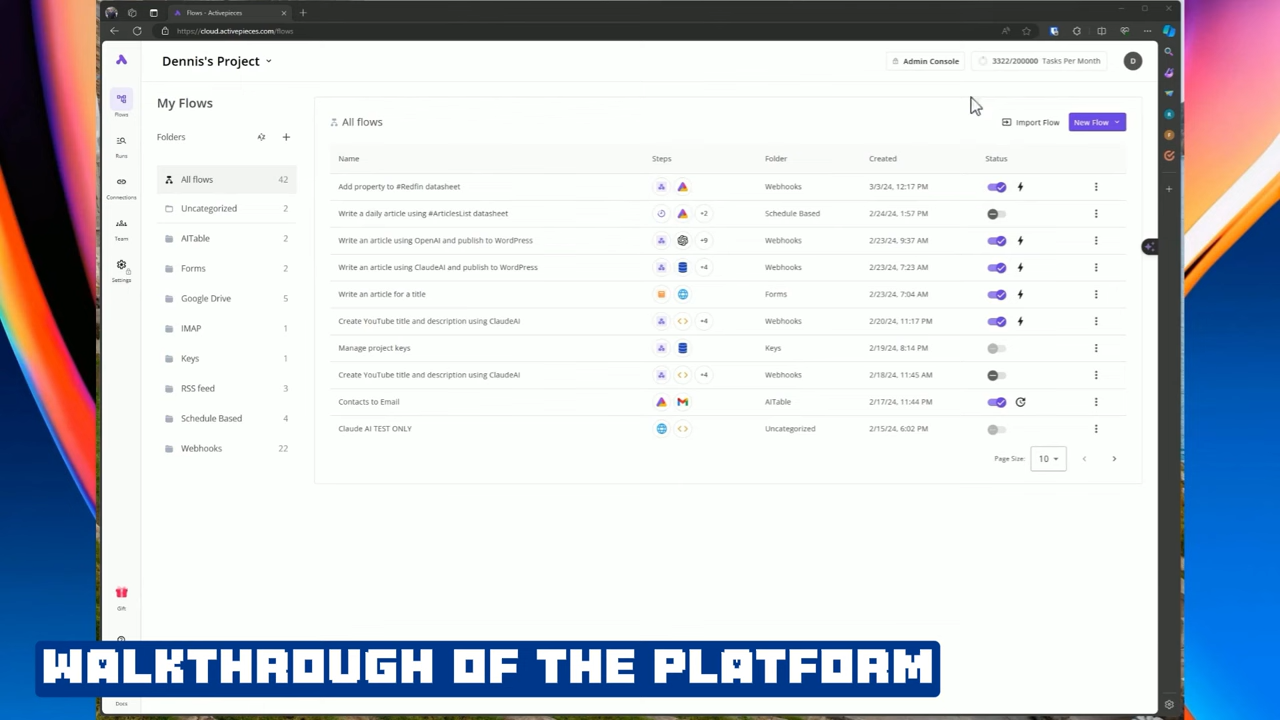 Flows - Activepieces
https://cloud.activepieces.com/flows
Dennis's Project
Admin Console
3322/200000 Tasks Per Month
D
Flows
Runs
Connections
Team
Settings
Gift
Docs
My Flows
Folders
All flows 42
Uncategorized 2
AITable 2
Forms 2
Google Drive 5
IMAP 1
Keys 1
RSS feed 3
Schedule Based 4
Webhooks 22
All flows
Import Flow
New Flow
Name Steps Folder Created Status
Add property to #Redfin datasheet Webhooks 3/3/24, 12:17 PM
Write a daily article using #ArticlesList datasheet +2 Schedule Based 2/24/24, 1:57 PM
Write an article using OpenAI and publish to WordPress +9 Webhooks 2/23/24, 9:37 AM
Write an article using ClaudeAI and publish to WordPress +4 Webhooks 2/23/24, 7:23 AM
Write an article for a title Forms 2/23/24, 7:04 AM
Create YouTube title and description using ClaudeAI +4 Webhooks 2/20/24, 11:17 PM
Manage project keys Keys 2/19/24, 8:14 PM
Create YouTube title and description using ClaudeAI +4 Webhooks 2/18/24, 11:45 AM
Contacts to Email AITable 2/17/24, 11:44 PM
Claude AI TEST ONLY Uncategorized 2/15/24, 6:02 PM
Page Size: 10
WALKTHROUGH OF THE PLATFORM